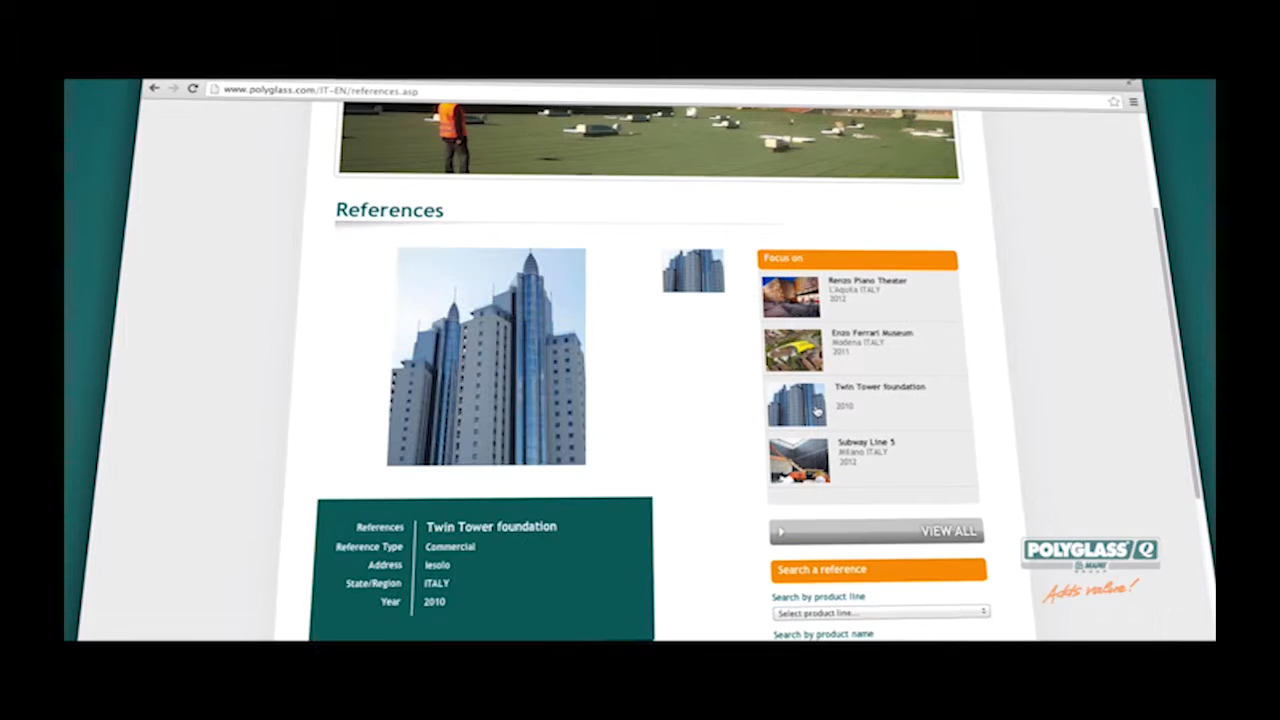 www.polyglass.com/IT-EN/references.asp
References
Focus on
Renzo Piano Theater
L'Aquila ITALY
2012
Enzo Ferrari Museum
Modena ITALY
2011
Twin Tower foundation
2010
Subway Line 5
Milano ITALY
2012
VIEW ALL
References Twin Tower foundation
Reference Type Commercial
Address Iesolo
State/Region ITALY
Year 2010
Search a reference
Search by product line
Select product line...
Search by product name
POLYGLASS
MAPEI
GROUP
Adds value!